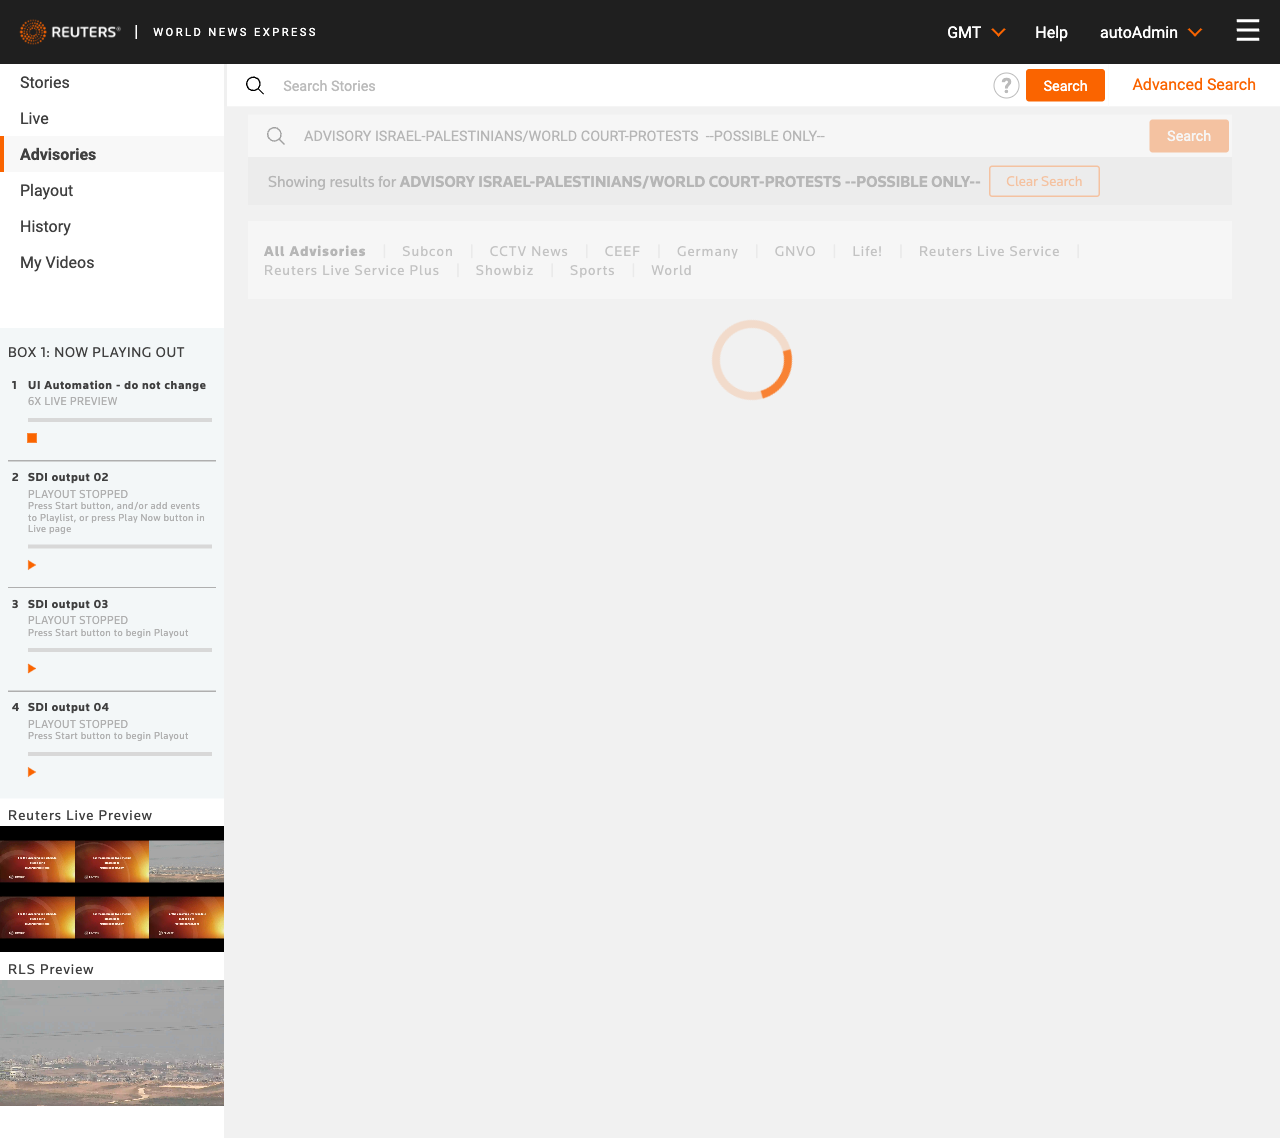 REUTERS® | WORLD NEWS EXPRESS
GMT
Help
autoAdmin
Stories
Live
Advisories
Playout
History
My Videos
Search Stories
?
Search
Advanced Search
ADVISORY ISRAEL-PALESTINIANS/WORLD COURT-PROTESTS --POSSIBLE ONLY--
Search
Showing results for ADVISORY ISRAEL-PALESTINIANS/WORLD COURT-PROTESTS --POSSIBLE ONLY--
Clear Search
All Advisories | Subcon | CCTV News | CEEF | Germany | GNVO | Life! | Reuters Live Service |
Reuters Live Service Plus | Showbiz | Sports | World
BOX 1: NOW PLAYING OUT
1 UI Automation - do not change
6X LIVE PREVIEW
2 SDI output 02
PLAYOUT STOPPED
Press Start button, and/or add events
to Playlist, or press Play Now button in
Live page
3 SDI output 03
PLAYOUT STOPPED
Press Start button to begin Playout
4 SDI output 04
PLAYOUT STOPPED
Press Start button to begin Playout
Reuters Live Preview
RLS Preview